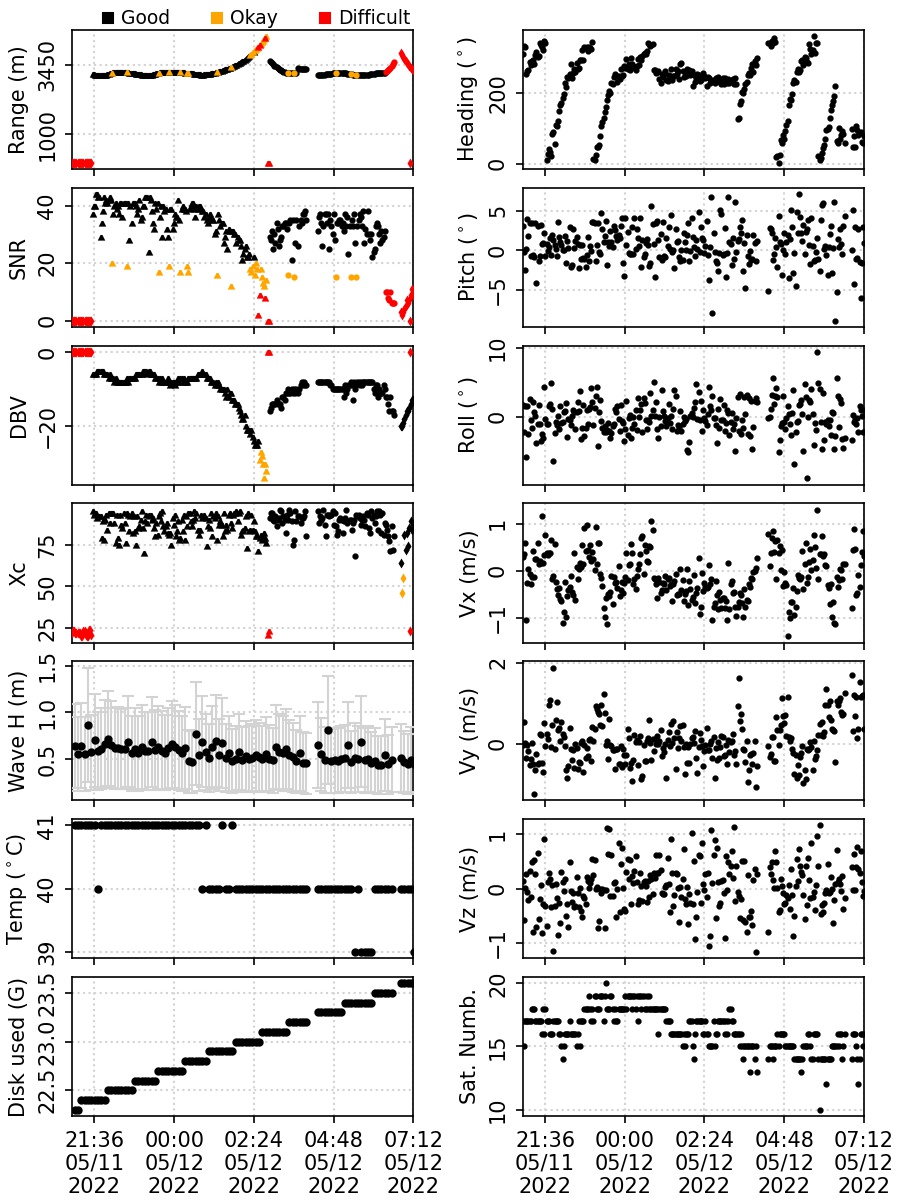 Good Okay Difficult
Range (m)
3450
1000
Heading (°)
200
0
SNR
40
20
0
Pitch (°)
5
0
−5
DBV
0
−20
Roll (°)
10
0
Xc
75
50
25
Vx (m/s)
1
0
−1
Wave H (m)
1.5
1.0
0.5
Vy (m/s)
2
0
Temp (°C)
41
40
39
Vz (m/s)
1
0
−1
Disk used (G)
23.5
23.0
22.5
Sat. Numb.
20
15
10
21:36 00:00 02:24 04:48 07:12
05/11 05/12 05/12 05/12 05/12
2022 2022 2022 2022 2022
21:36 00:00 02:24 04:48 07:12
05/11 05/12 05/12 05/12 05/12
2022 2022 2022 2022 2022